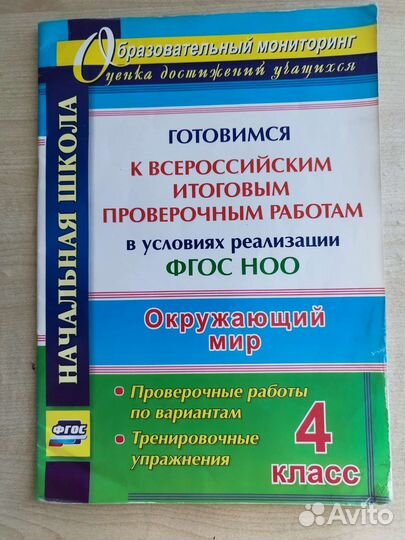 Образовательный мониторинг
Оценка достижений учащихся
НАЧАЛЬНАЯ ШКОЛА
ГОТОВИМСЯ
К ВСЕРОССИЙСКИМ
ИТОГОВЫМ
ПРОВЕРОЧНЫМ РАБОТАМ
в условиях реализации
ФГОС НОО
Окружающий
мир
• Проверочные работы
по вариантам
• Тренировочные
упражнения
4
класс
ФГОС
Avito